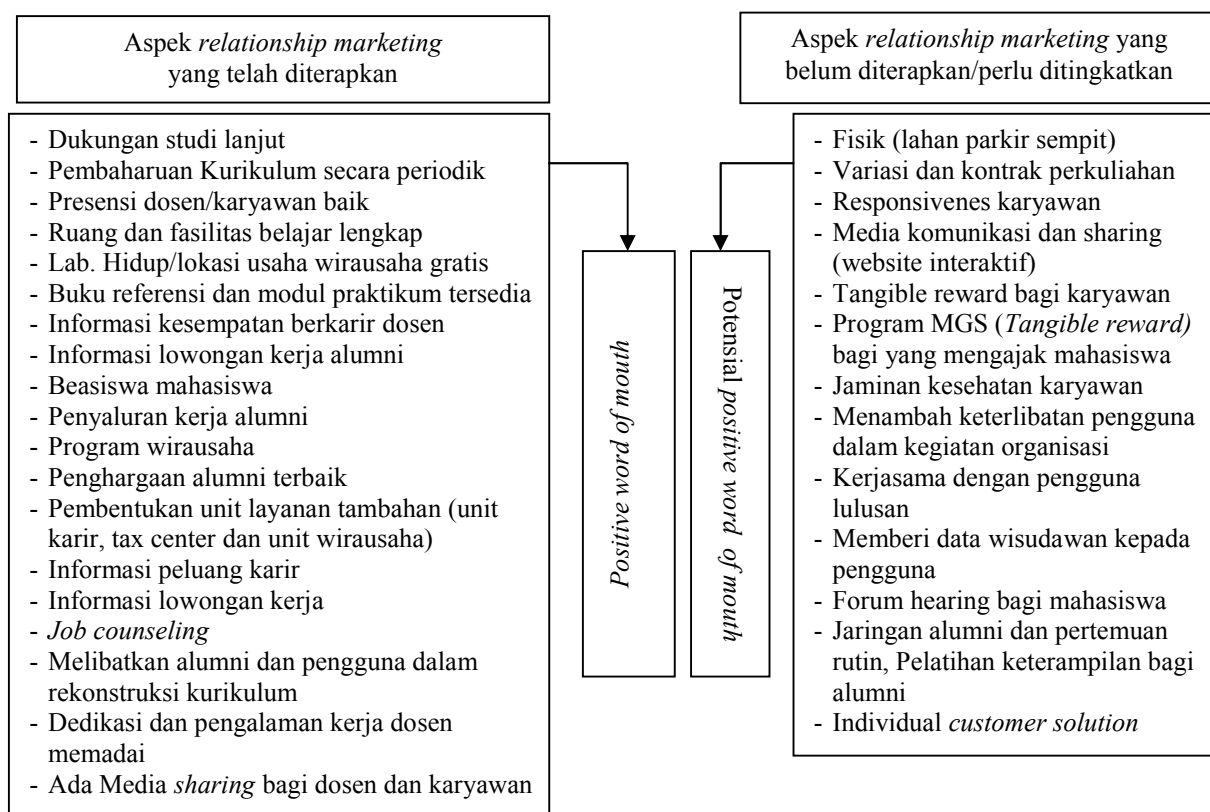 Aspek relationship marketing
yang telah diterapkan
- Dukungan studi lanjut
- Pembaharuan Kurikulum secara periodik
- Presensi dosen/karyawan baik
- Ruang dan fasilitas belajar lengkap
- Lab. Hidup/lokasi usaha wirausaha gratis
- Buku referensi dan modul praktikum tersedia
- Informasi kesempatan berkarir dosen
- Informasi lowongan kerja alumni
- Beasiswa mahasiswa
- Penyaluran kerja alumni
- Program wirausaha
- Penghargaan alumni terbaik
- Pembentukan unit layanan tambahan (unit
karir, tax center dan unit wirausaha)
- Informasi peluang karir
- Informasi lowongan kerja
- Job counseling
- Melibatkan alumni dan pengguna dalam
rekonstruksi kurikulum
- Dedikasi dan pengalaman kerja dosen
memadai
- Ada Media sharing bagi dosen dan karyawan
Positive word of mouth
Potensial positive word of mouth
Aspek relationship marketing yang
belum diterapkan/perlu ditingkatkan
- Fisik (lahan parkir sempit)
- Variasi dan kontrak perkuliahan
- Responsivenes karyawan
- Media komunikasi dan sharing
(website interaktif)
- Tangible reward bagi karyawan
- Program MGS (Tangible reward)
bagi yang mengajak mahasiswa
- Jaminan kesehatan karyawan
- Menambah keterlibatan pengguna
dalam kegiatan organisasi
- Kerjasama dengan pengguna
lulusan
- Memberi data wisudawan kepada
pengguna
- Forum hearing bagi mahasiswa
- Jaringan alumni dan pertemuan
rutin, Pelatihan keterampilan bagi
alumni
- Individual customer solution